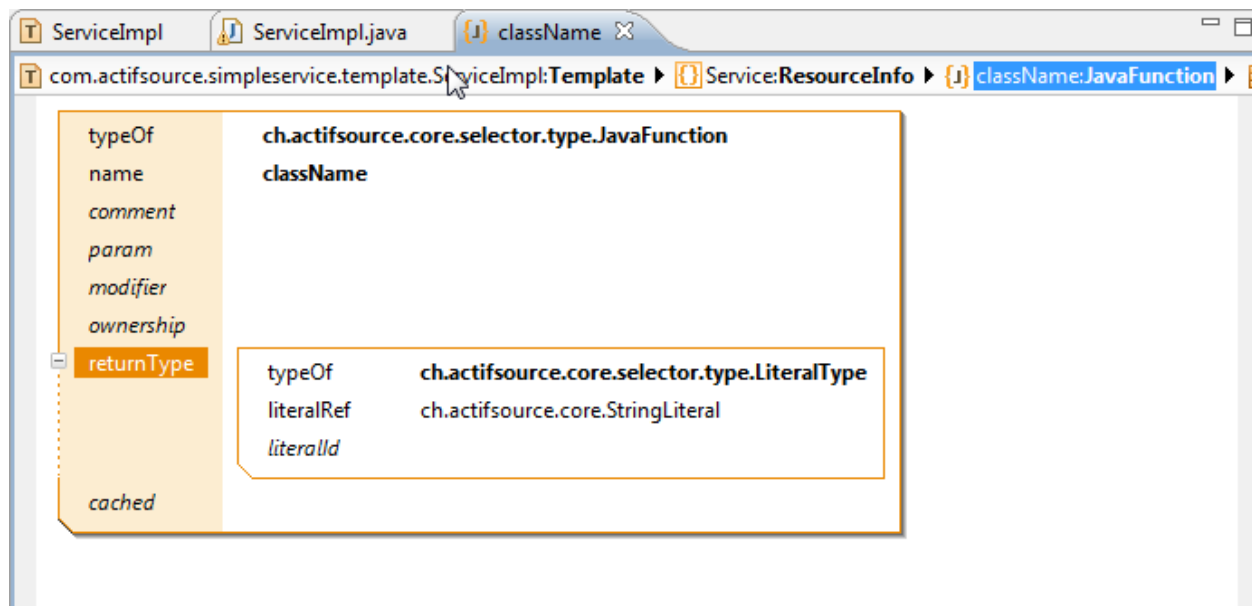 ServiceImpl ServiceImpl.java className
com.actifsource.simpleservice.template.ServiceImpl:Template Service:ResourceInfo className:JavaFunction
typeOf ch.actifsource.core.selector.type.JavaFunction
name className
comment
param
modifier
ownership
returnType
typeOf ch.actifsource.core.selector.type.LiteralType
literalRef ch.actifsource.core.StringLiteral
literalId
cached